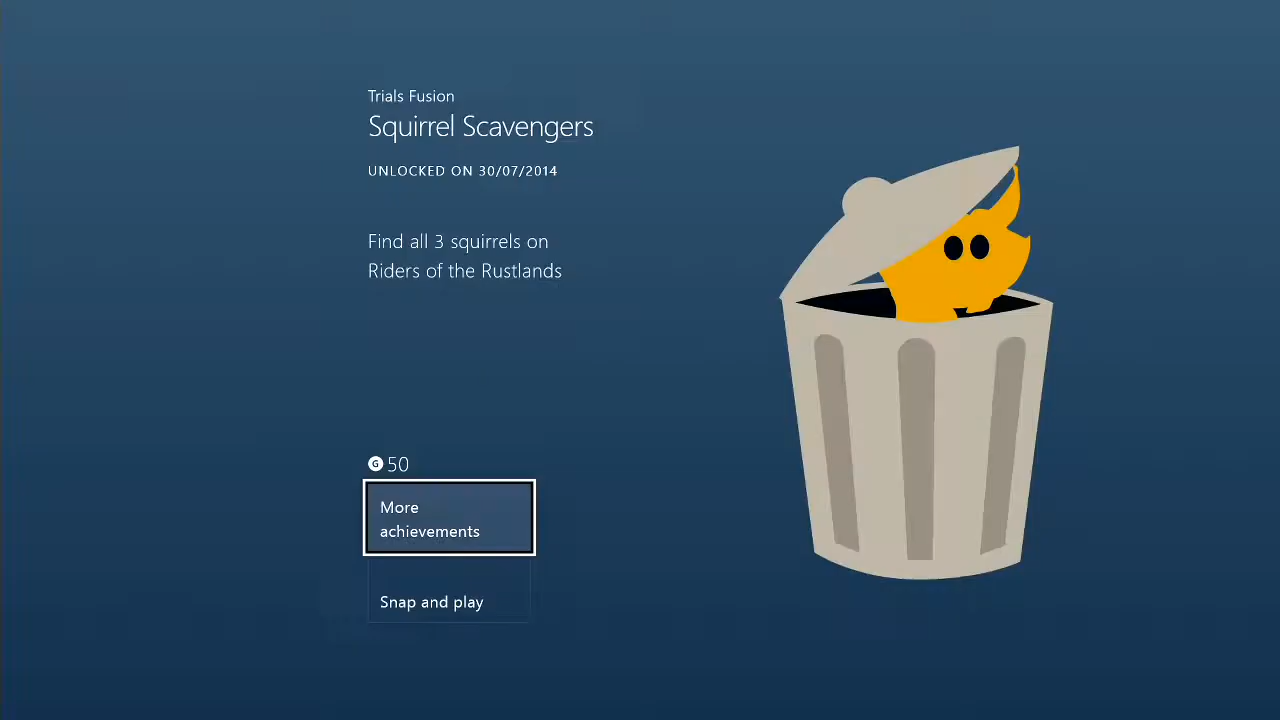 Trials Fusion
Squirrel Scavengers
UNLOCKED ON 30/07/2014
Find all 3 squirrels on
Riders of the Rustlands
G 50
More
achievements
Snap and play